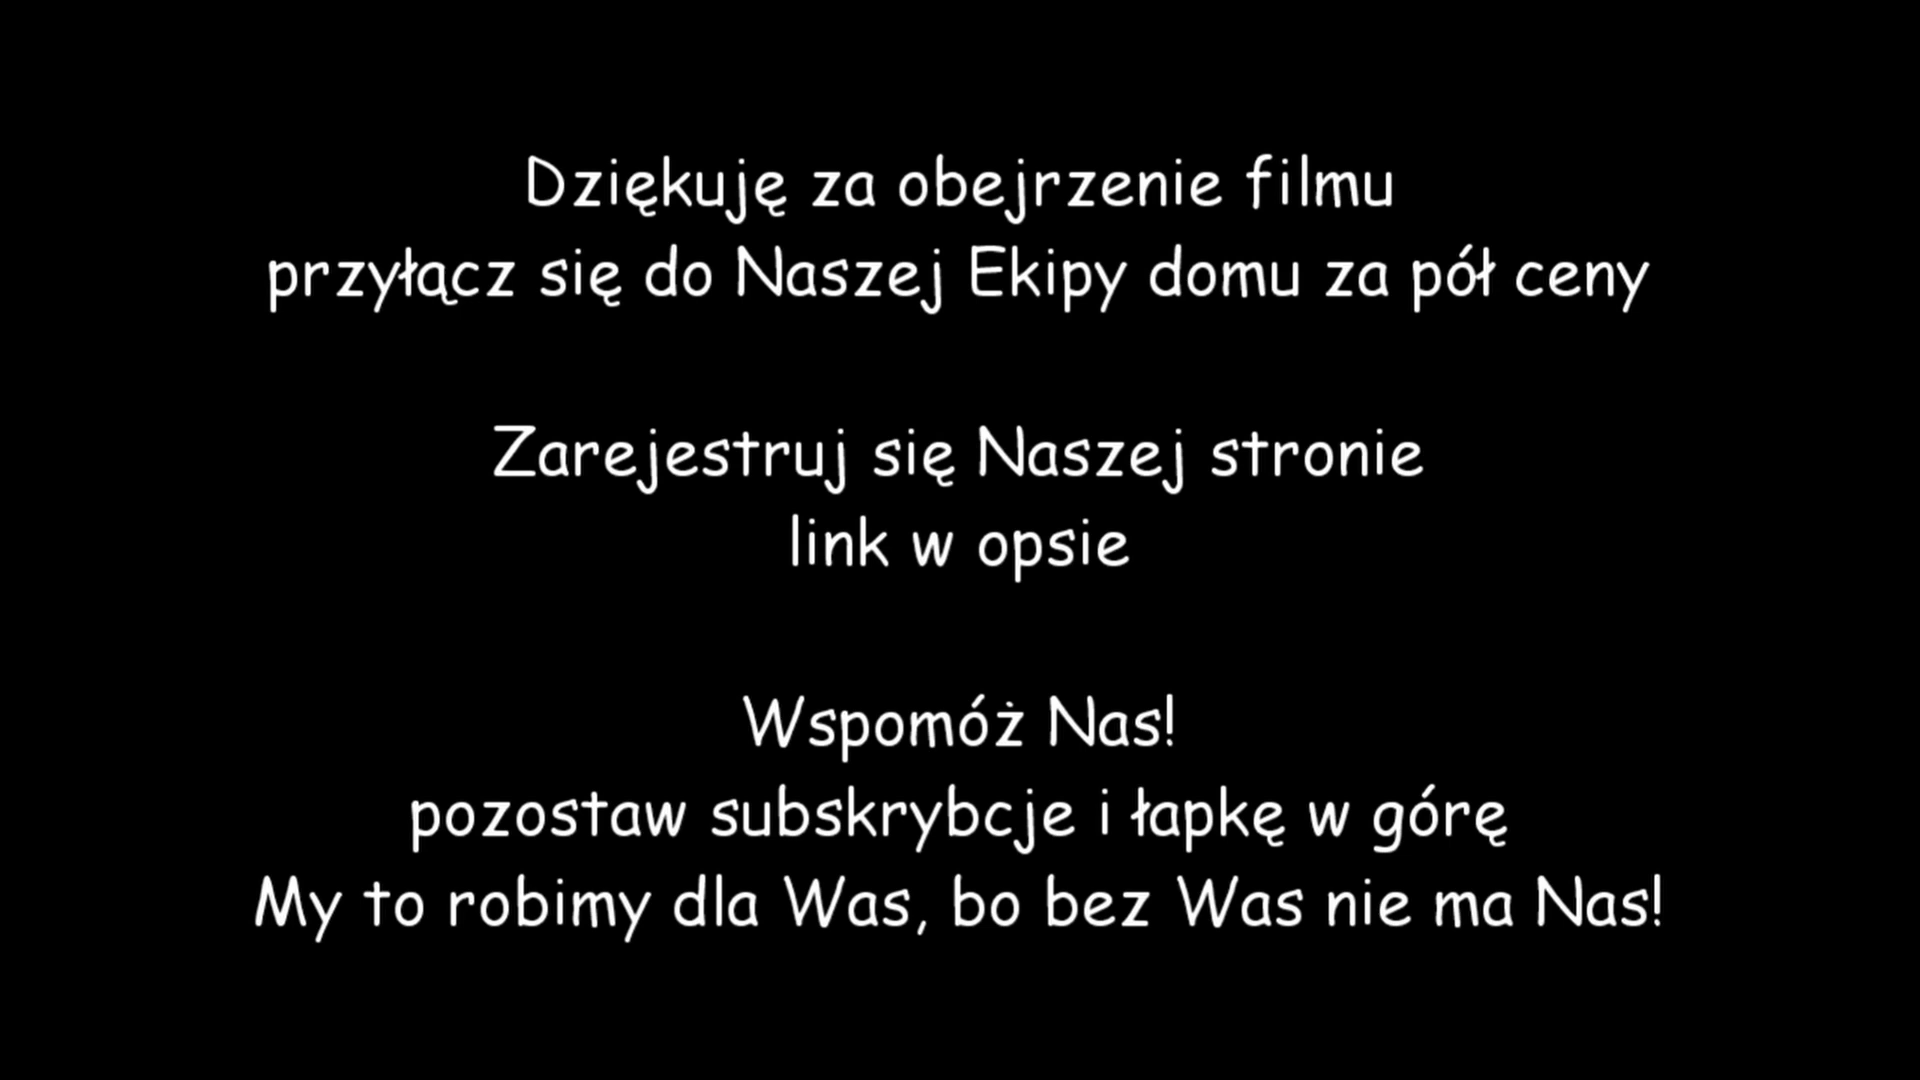 Dziękuję za obejrzenie filmu
przyłącz się do Naszej Ekipy domu za pół ceny
Zarejestruj się Naszej stronie
link w opsie
Wspomóż Nas!
pozostaw subskrybcje i łapkę w górę
My to robimy dla Was, bo bez Was nie ma Nas!